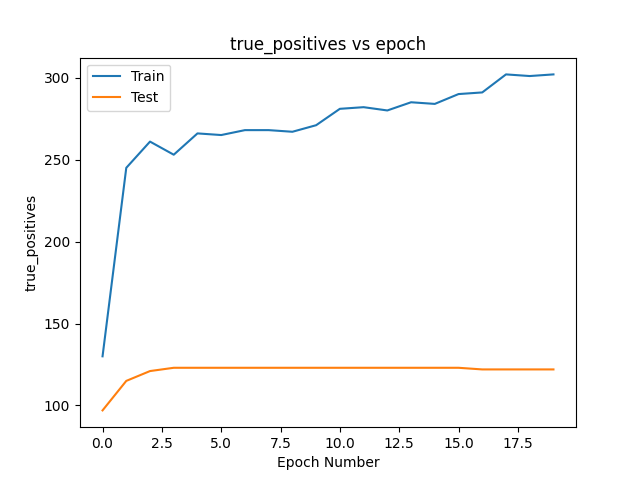 true_positives vs epoch
Train
Test
300
250
200
150
100
true_positives
0.0 2.5 5.0 7.5 10.0 12.5 15.0 17.5
Epoch Number